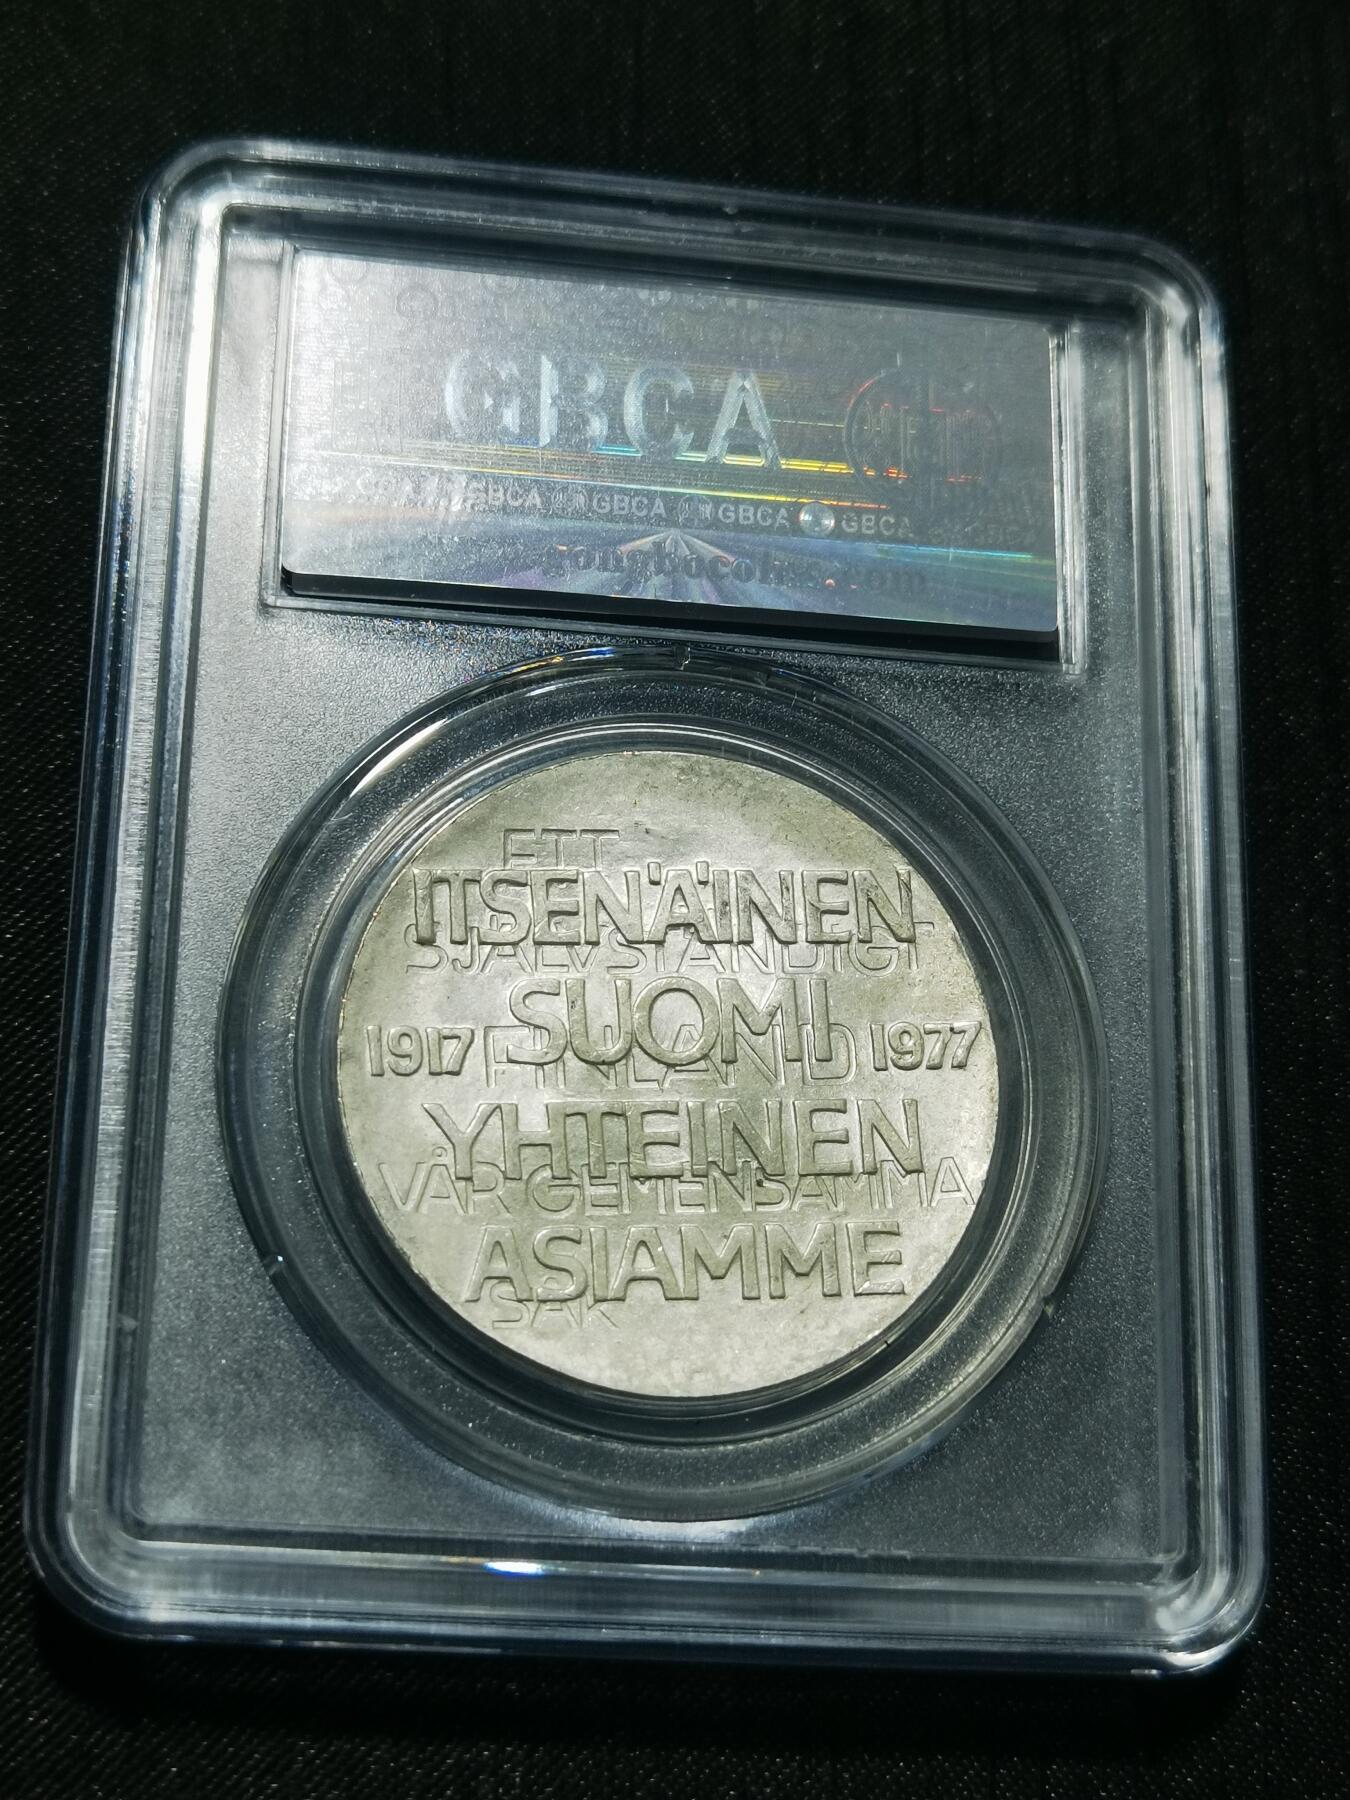 GBCA
GBCA GBCA GBCA GBCA
ETT
ITSENÄINEN
SJÄLVSTÄNDIGT
SUOMI
1917 FINLAND 1977
YHTEINEN
VÅR GEMENSAMMA
ASIAMME
SAK